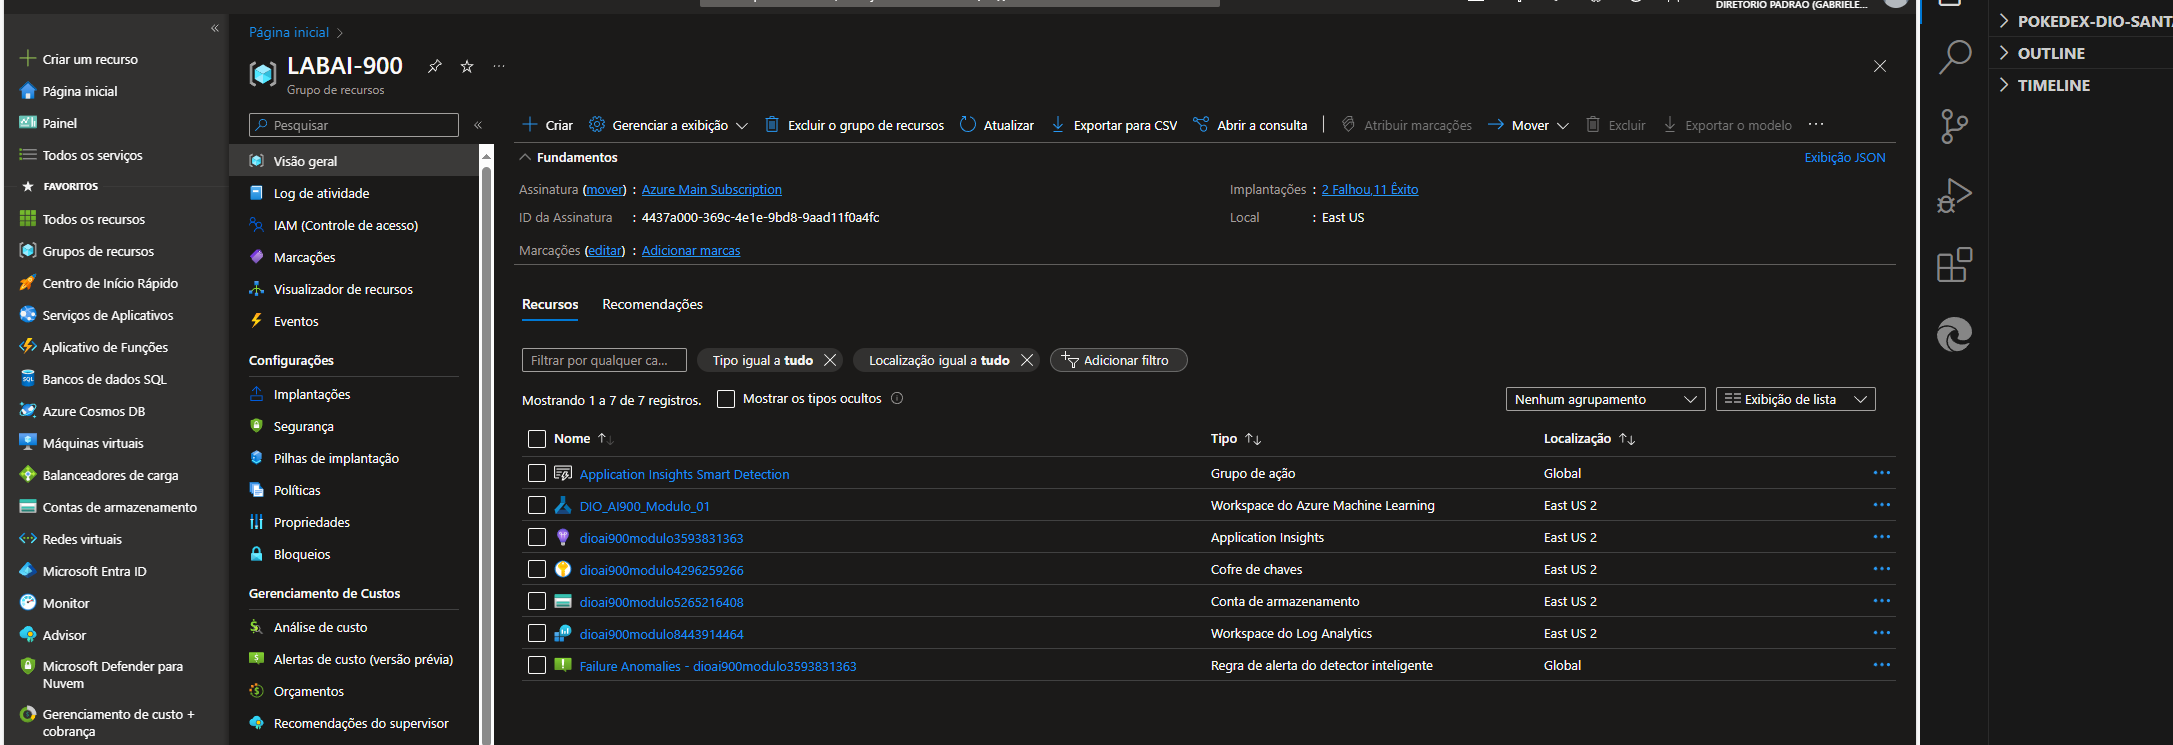 DIRETÓRIO PADRÃO (GABRIELE...
«
Criar um recurso
Página inicial
Painel
Todos os serviços
FAVORITOS
Todos os recursos
Grupos de recursos
Centro de Início Rápido
Serviços de Aplicativos
Aplicativo de Funções
Bancos de dados SQL
Azure Cosmos DB
Máquinas virtuais
Balanceadores de carga
Contas de armazenamento
Redes virtuais
Microsoft Entra ID
Monitor
Advisor
Microsoft Defender para
Nuvem
Gerenciamento de custo +
cobrança
Página inicial >
LABAI-900 ...
Grupo de recursos
Pesquisar «
Visão geral
Log de atividade
IAM (Controle de acesso)
Marcações
Visualizador de recursos
Eventos
Configurações
Implantações
Segurança
Pilhas de implantação
Políticas
Propriedades
Bloqueios
Gerenciamento de Custos
Análise de custo
Alertas de custo (versão prévia)
Orçamentos
Recomendações do supervisor
Criar Gerenciar a exibição Excluir o grupo de recursos Atualizar Exportar para CSV Abrir a consulta | Atribuir marcações Mover Excluir Exportar o modelo ...
Fundamentos Exibição JSON
Assinatura (mover) : Azure Main Subscription Implantações : 2 Falhou,11 Êxito
ID da Assinatura : 4437a000-369c-4e1e-9bd8-9aad11f0a4fc Local : East US
Marcações (editar) : Adicionar marcas
Recursos Recomendações
Filtrar por qualquer ca... Tipo igual a tudo Localização igual a tudo Adicionar filtro
Mostrando 1 a 7 de 7 registros. Mostrar os tipos ocultos Nenhum agrupamento Exibição de lista
Nome Tipo Localização
Application Insights Smart Detection Grupo de ação Global ...
DIO_AI900_Modulo_01 Workspace do Azure Machine Learning East US 2 ...
dioai900modulo3593831363 Application Insights East US 2 ...
dioai900modulo4296259266 Cofre de chaves East US 2 ...
dioai900modulo5265216408 Conta de armazenamento East US 2 ...
dioai900modulo8443914464 Workspace do Log Analytics East US 2 ...
Failure Anomalies - dioai900modulo3593831363 Regra de alerta do detector inteligente Global ...
POKEDEX-DIO-SANT
OUTLINE
TIMELINE